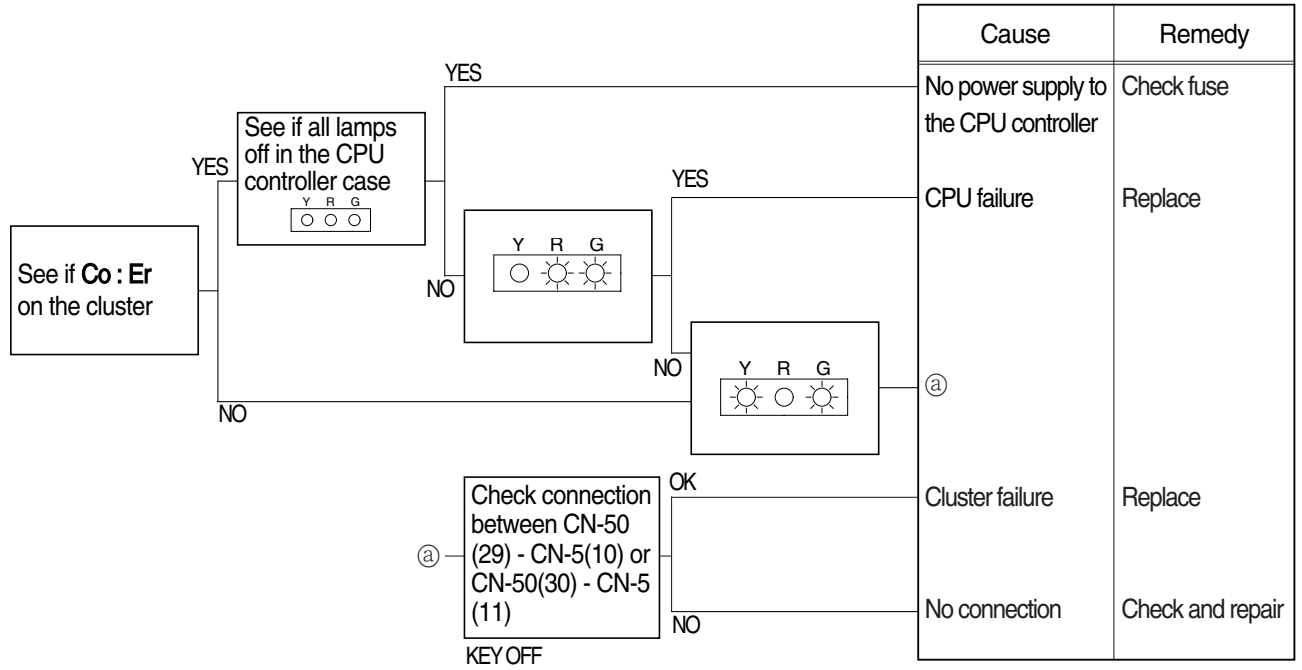 Cause Remedy
YES
No power supply to Check fuse
the CPU controller
See if all lamps
off in the CPU
controller case
Y R G
YES
YES
CPU failure Replace
Y R G
NO
See if Co : Er
on the cluster
NO
Y R G
ⓐ
NO
OK
Check connection
between CN-50
(29) - CN-5(10) or
CN-50(30) - CN-5
(11)
ⓐ
Cluster failure Replace
No connection Check and repair
NO
KEY OFF